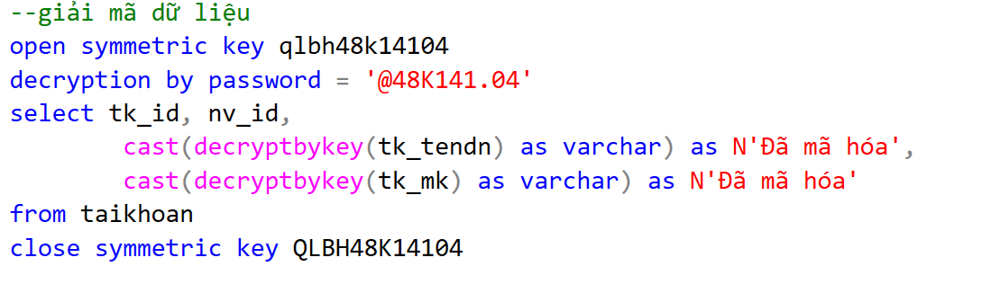 --giải mã dữ liệu
open symmetric key qlbh48k14104
decryption by password = '@48K141.04'
select tk_id, nv_id,
cast(decryptbykey(tk_tendn) as varchar) as N'Đã mã hóa',
cast(decryptbykey(tk_mk) as varchar) as N'Đã mã hóa'
from taikhoan
close symmetric key QLBH48K14104